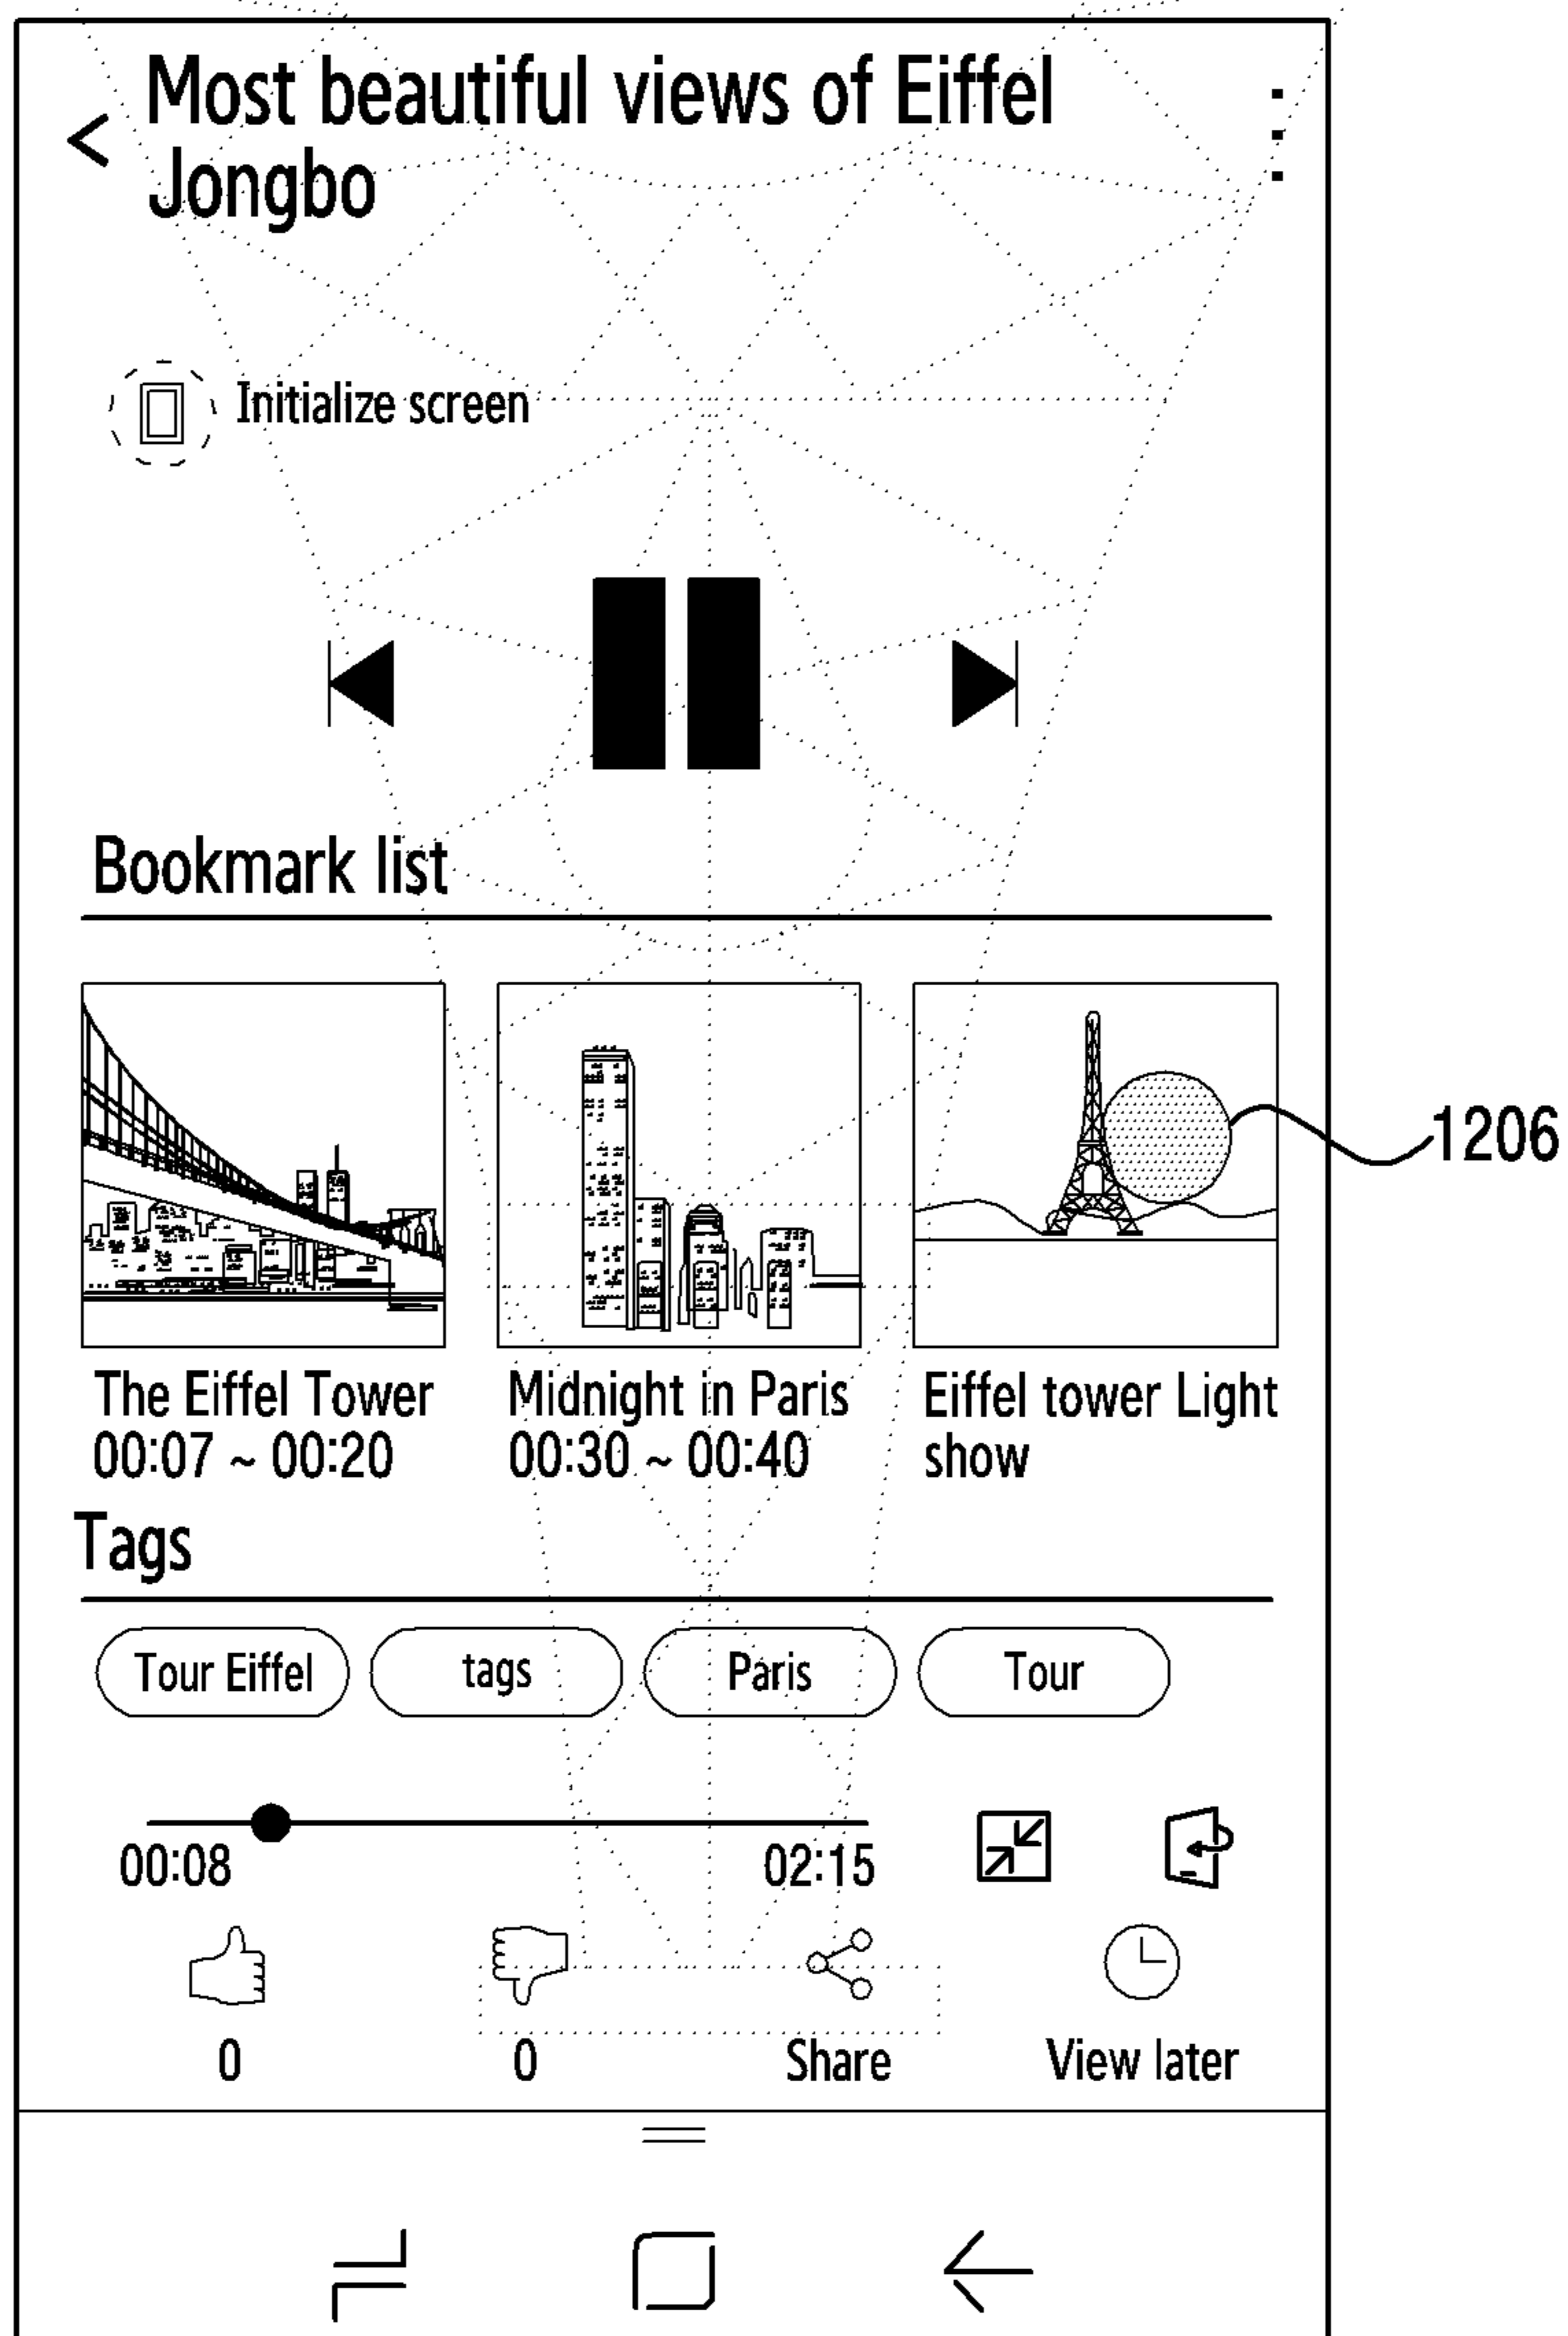 Most beautiful views of Eiffel
Jongbo
Initialize screen
Bookmark list
1206
The Eiffel Tower
00:07 ~ 00:20
Midnight in Paris
00:30 ~ 00:40
Eiffel tower Light
show
Tags
Tour Eiffel
tags
Paris
Tour
00:08
02:15
0
0
Share
View later